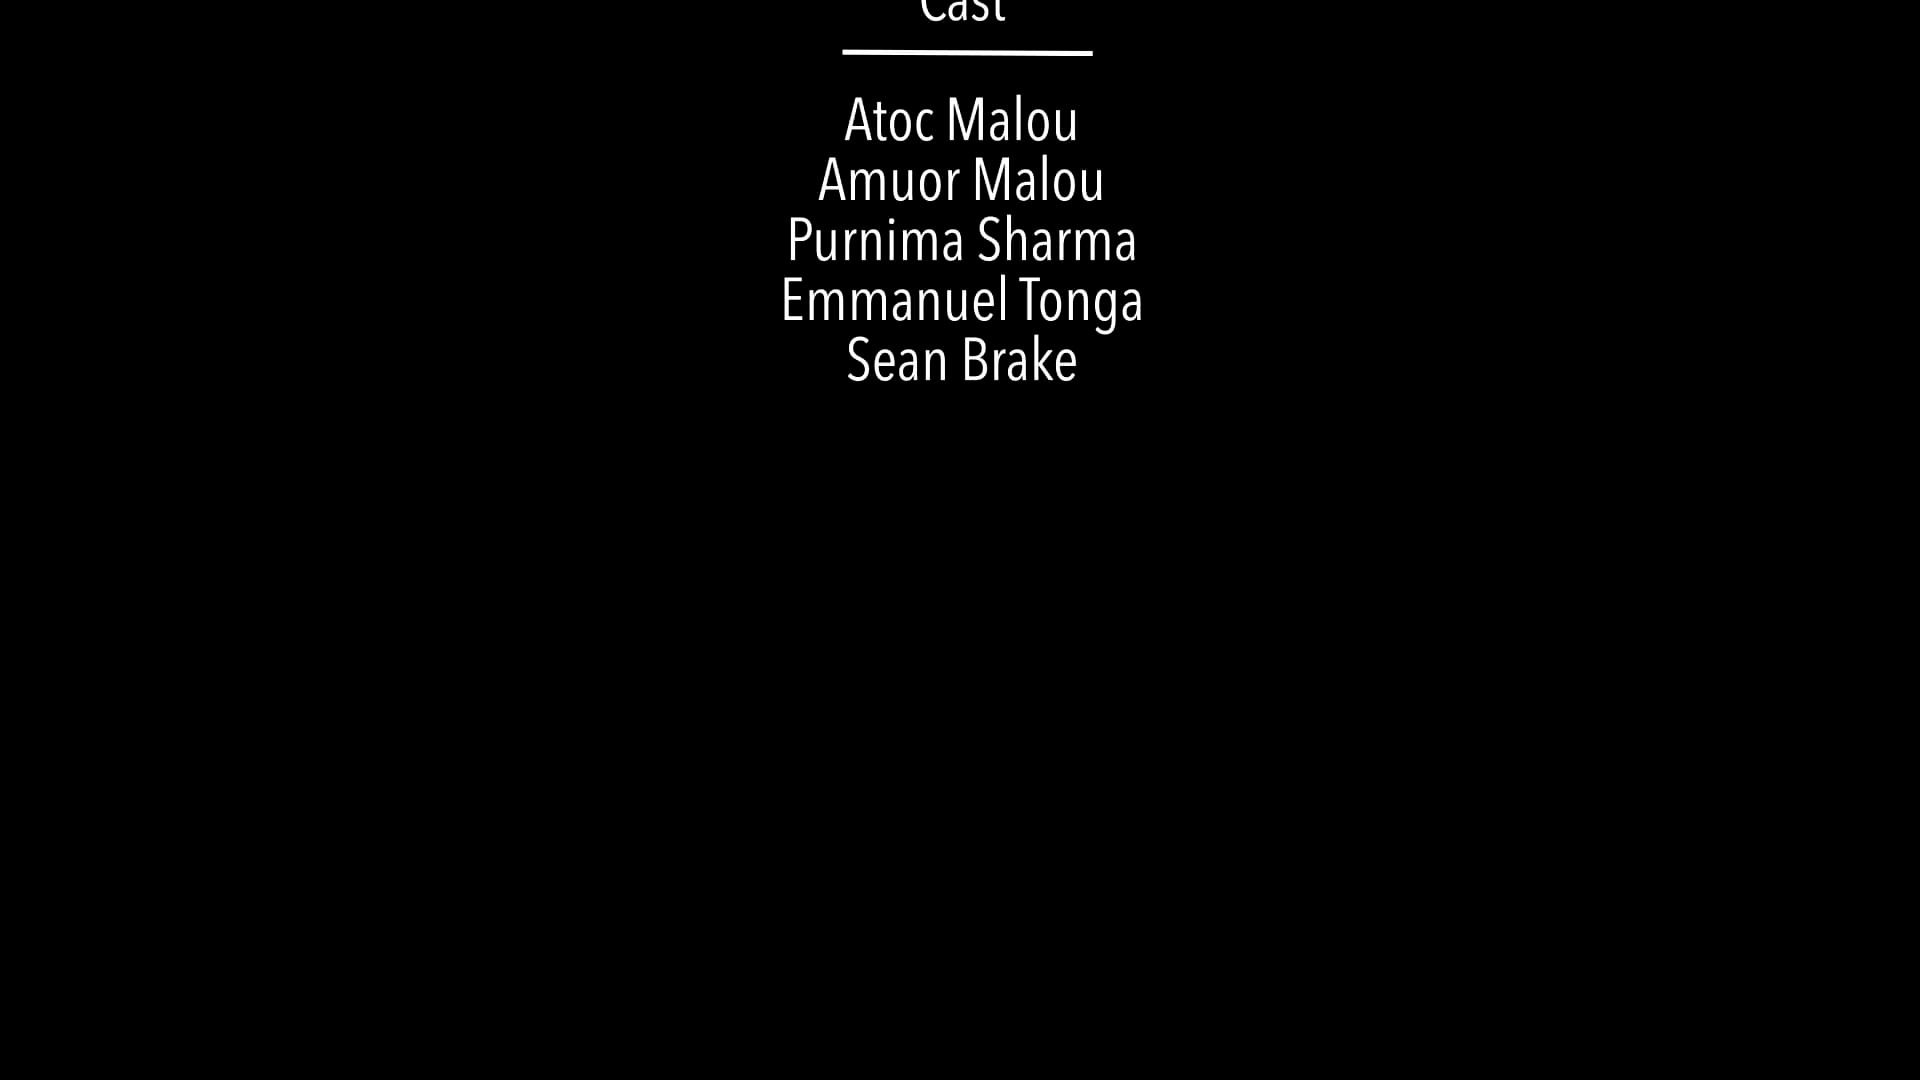 Cast
Atoc Malou
Amuor Malou
Purnima Sharma
Emmanuel Tonga
Sean Brake